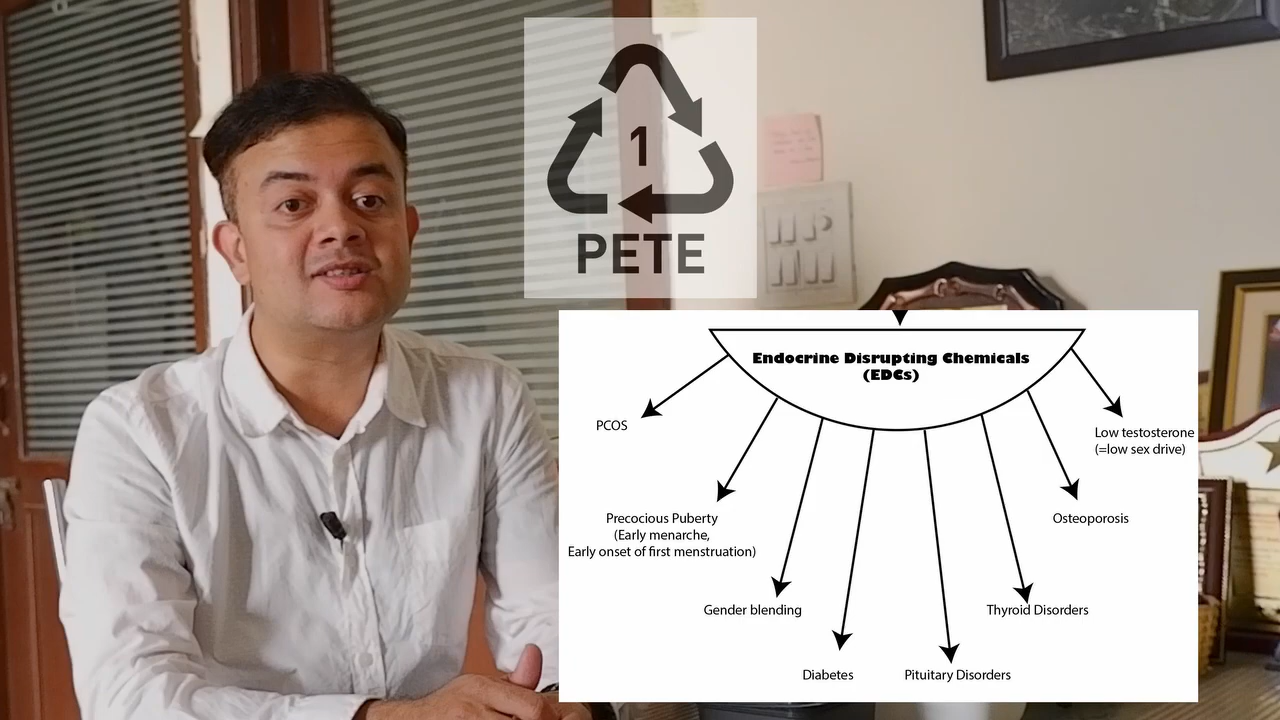 1
PETE
Endocrine Disrupting Chemicals
(EDCs)
PCOS
Low testosterone
(=low sex drive)
Precocious Puberty
(Early menarche,
Early onset of first menstruation)
Osteoporosis
Gender blending
Thyroid Disorders
Diabetes
Pituitary Disorders